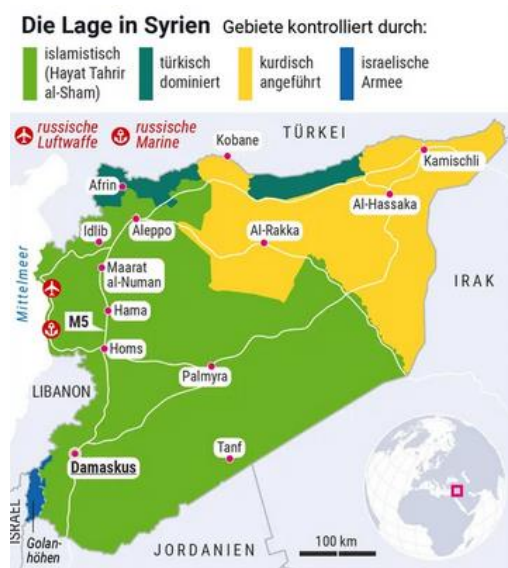 Die Lage in Syrien Gebiete kontrolliert durch:
islamistisch
(Hayat Tahrir
al-Sham)
türkisch
dominiert
kurdisch
angeführt
israelische
Armee
russische
Luftwaffe
russische
Marine
TÜRKEI
Kobane
Kamischli
Afrin
Al-Hassaka
Idlib
Aleppo
Al-Rakka
Mittelmeer
Maarat
al-Numan
IRAK
M5
Hama
Homs
Palmyra
LIBANON
Damaskus
Tanf
ISRAEL
Golan-
höhen
JORDANIEN
100 km